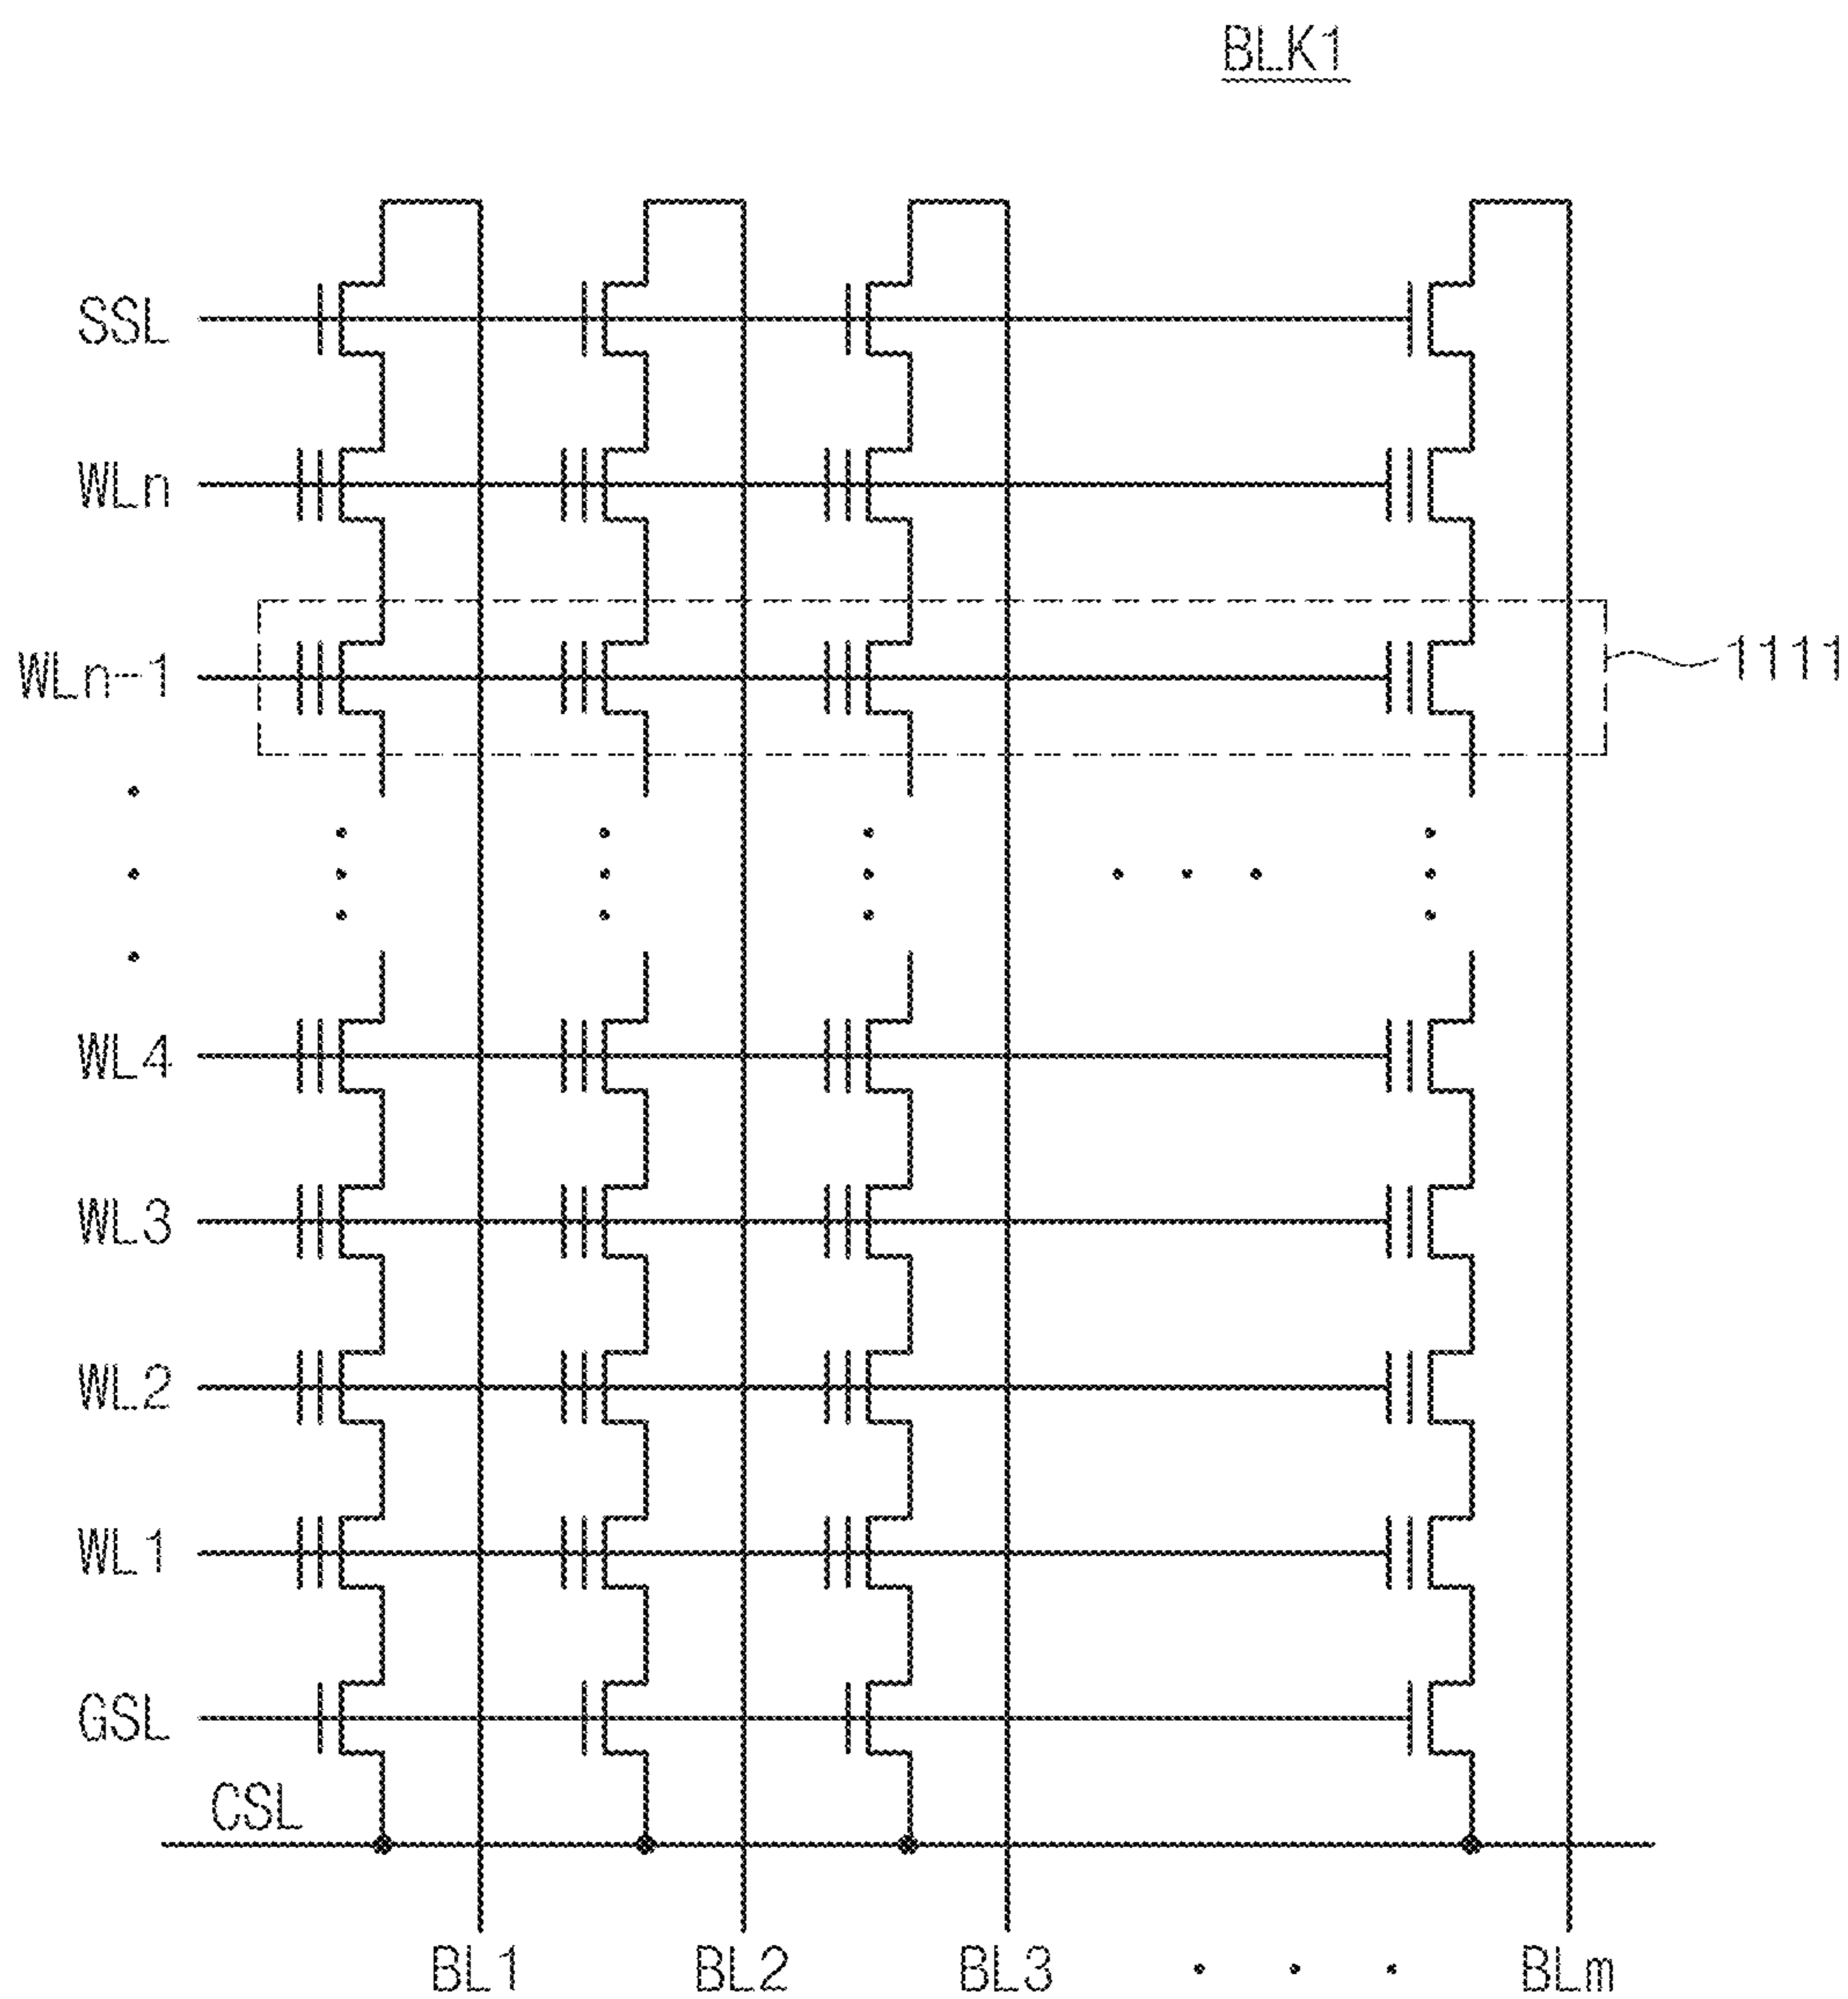 BLK1
SSL
WLn
WLn-1
1111
WL4
WL3
WL2
WL1
GSL
CSL
BL1 BL2 BL3 . . . BLm